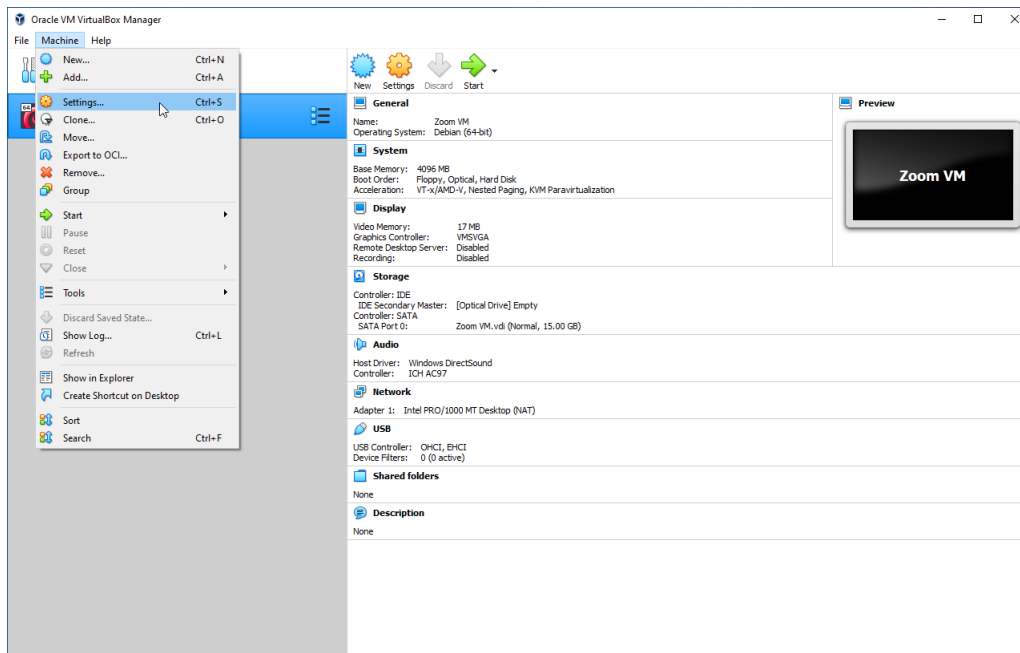 Oracle VM VirtualBox Manager
File Machine Help
New... Ctrl+N
Add... Ctrl+A
Settings... Ctrl+S
Clone... Ctrl+O
Move...
Export to OCI...
Remove...
Group
Start
Pause
Reset
Close
Tools
Discard Saved State...
Show Log... Ctrl+L
Refresh
Show in Explorer
Create Shortcut on Desktop
Sort
Search Ctrl+F
64
New Settings Discard Start
General
Name: Zoom VM
Operating System: Debian (64-bit)
System
Base Memory: 4096 MB
Boot Order: Floppy, Optical, Hard Disk
Acceleration: VT-x/AMD-V, Nested Paging, KVM Paravirtualization
Display
Video Memory: 17 MB
Graphics Controller: VMSVGA
Remote Desktop Server: Disabled
Recording: Disabled
Storage
Controller: IDE
IDE Secondary Master: [Optical Drive] Empty
Controller: SATA
SATA Port 0: Zoom VM.vdi (Normal, 15.00 GB)
Audio
Host Driver: Windows DirectSound
Controller: ICH AC97
Network
Adapter 1: Intel PRO/1000 MT Desktop (NAT)
USB
USB Controller: OHCI, EHCI
Device Filters: 0 (0 active)
Shared folders
None
Description
None
Preview
Zoom VM